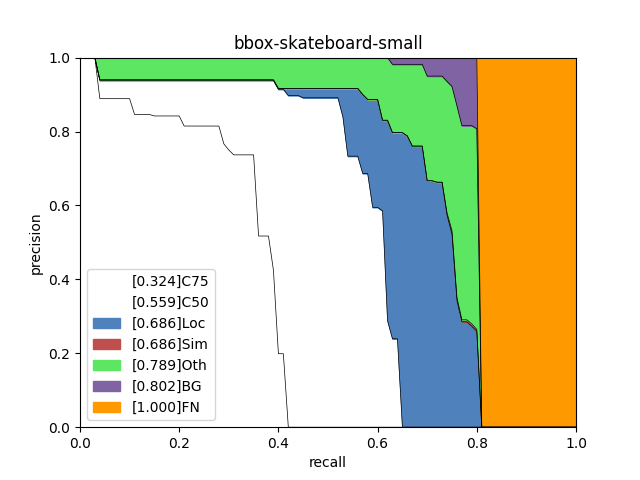 bbox-skateboard-small
1.0
0.8
0.6
0.4
0.2
0.0
precision
[0.324]C75
[0.559]C50
[0.686]Loc
[0.686]Sim
[0.789]Oth
[0.802]BG
[1.000]FN
0.0 0.2 0.4 0.6 0.8 1.0
recall